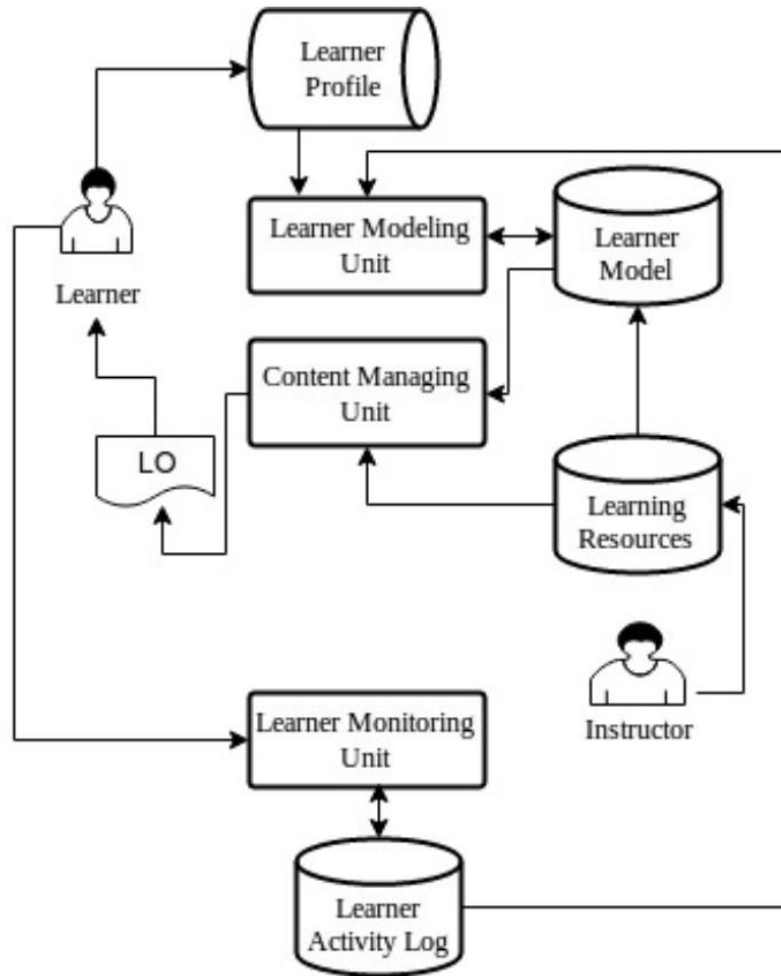 Learner
Profile
Learner Modeling
Unit
Learner
Model
Learner
Content Managing
Unit
LO
Learning
Resources
Instructor
Learner Monitoring
Unit
Learner
Activity Log